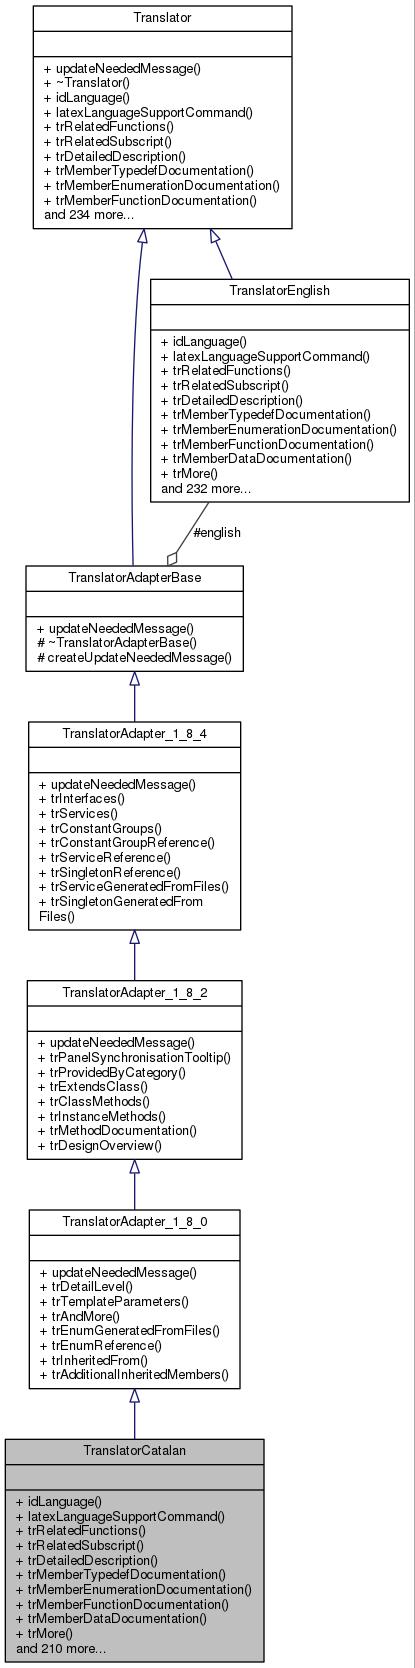 Translator
+ updateNeededMessage()
+ ~Translator()
+ idLanguage()
+ latexLanguageSupportCommand()
+ trRelatedFunctions()
+ trRelatedSubscript()
+ trDetailedDescription()
+ trMemberTypedefDocumentation()
+ trMemberEnumerationDocumentation()
+ trMemberFunctionDocumentation()
and 234 more...
TranslatorEnglish
+ idLanguage()
+ latexLanguageSupportCommand()
+ trRelatedFunctions()
+ trRelatedSubscript()
+ trDetailedDescription()
+ trMemberTypedefDocumentation()
+ trMemberEnumerationDocumentation()
+ trMemberFunctionDocumentation()
+ trMemberDataDocumentation()
+ trMore()
and 232 more...
#english
TranslatorAdapterBase
+ updateNeededMessage()
# ~TranslatorAdapterBase()
# createUpdateNeededMessage()
TranslatorAdapter_1_8_4
+ updateNeededMessage()
+ trInterfaces()
+ trServices()
+ trConstantGroups()
+ trConstantGroupReference()
+ trServiceReference()
+ trSingletonReference()
+ trServiceGeneratedFromFiles()
+ trSingletonGeneratedFrom
Files()
TranslatorAdapter_1_8_2
+ updateNeededMessage()
+ trPanelSynchronisationTooltip()
+ trProvidedByCategory()
+ trExtendsClass()
+ trClassMethods()
+ trInstanceMethods()
+ trMethodDocumentation()
+ trDesignOverview()
TranslatorAdapter_1_8_0
+ updateNeededMessage()
+ trDetailLevel()
+ trTemplateParameters()
+ trAndMore()
+ trEnumGeneratedFromFiles()
+ trEnumReference()
+ trInheritedFrom()
+ trAdditionalInheritedMembers()
TranslatorCatalan
+ idLanguage()
+ latexLanguageSupportCommand()
+ trRelatedFunctions()
+ trRelatedSubscript()
+ trDetailedDescription()
+ trMemberTypedefDocumentation()
+ trMemberEnumerationDocumentation()
+ trMemberFunctionDocumentation()
+ trMemberDataDocumentation()
+ trMore()
and 210 more...